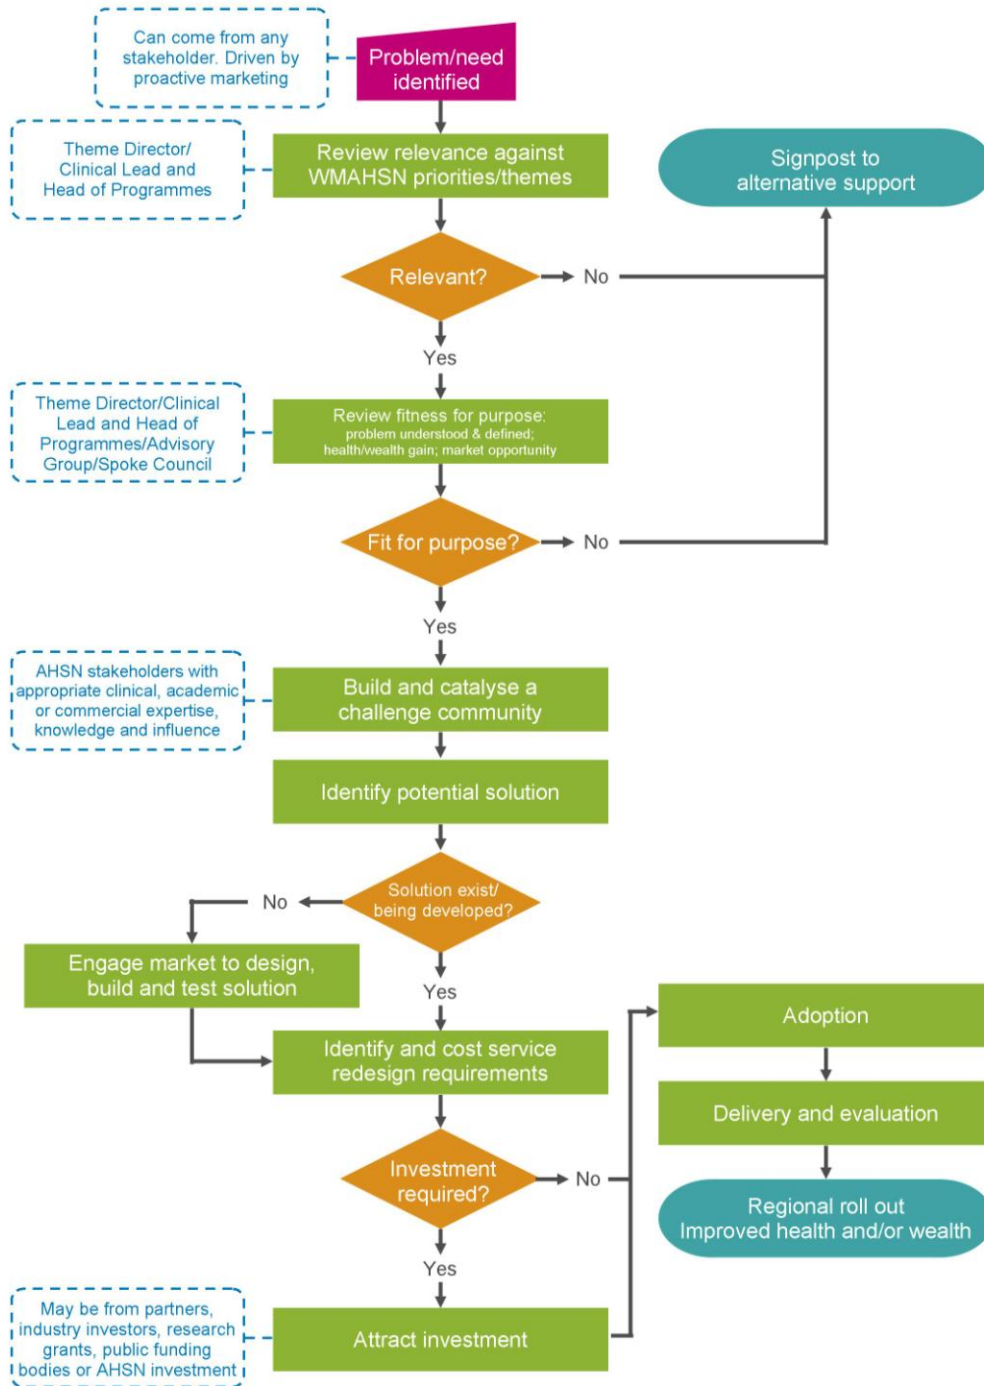 Can come from any
stakeholder. Driven by
proactive marketing
Problem/need
identified
Theme Director/
Clinical Lead and
Head of Programmes
Review relevance against
WMAHSN priorities/themes
Signpost to
alternative support
Relevant?
No
Yes
Theme Director/Clinical
Lead and Head of
Programmes/Advisory
Group/Spoke Council
Review fitness for purpose:
problem understood & defined;
health/wealth gain; market opportunity
Fit for purpose?
No
Yes
AHSN stakeholders with
appropriate clinical, academic
or commercial expertise,
knowledge and influence
Build and catalyse a
challenge community
Identify potential solution
Solution exist/
being developed?
No
Engage market to design,
build and test solution
Yes
Identify and cost service
redesign requirements
Investment
required?
No
Adoption
Delivery and evaluation
Regional roll out
Improved health and/or wealth
Yes
May be from partners,
industry investors, research
grants, public funding
bodies or AHSN investment
Attract investment